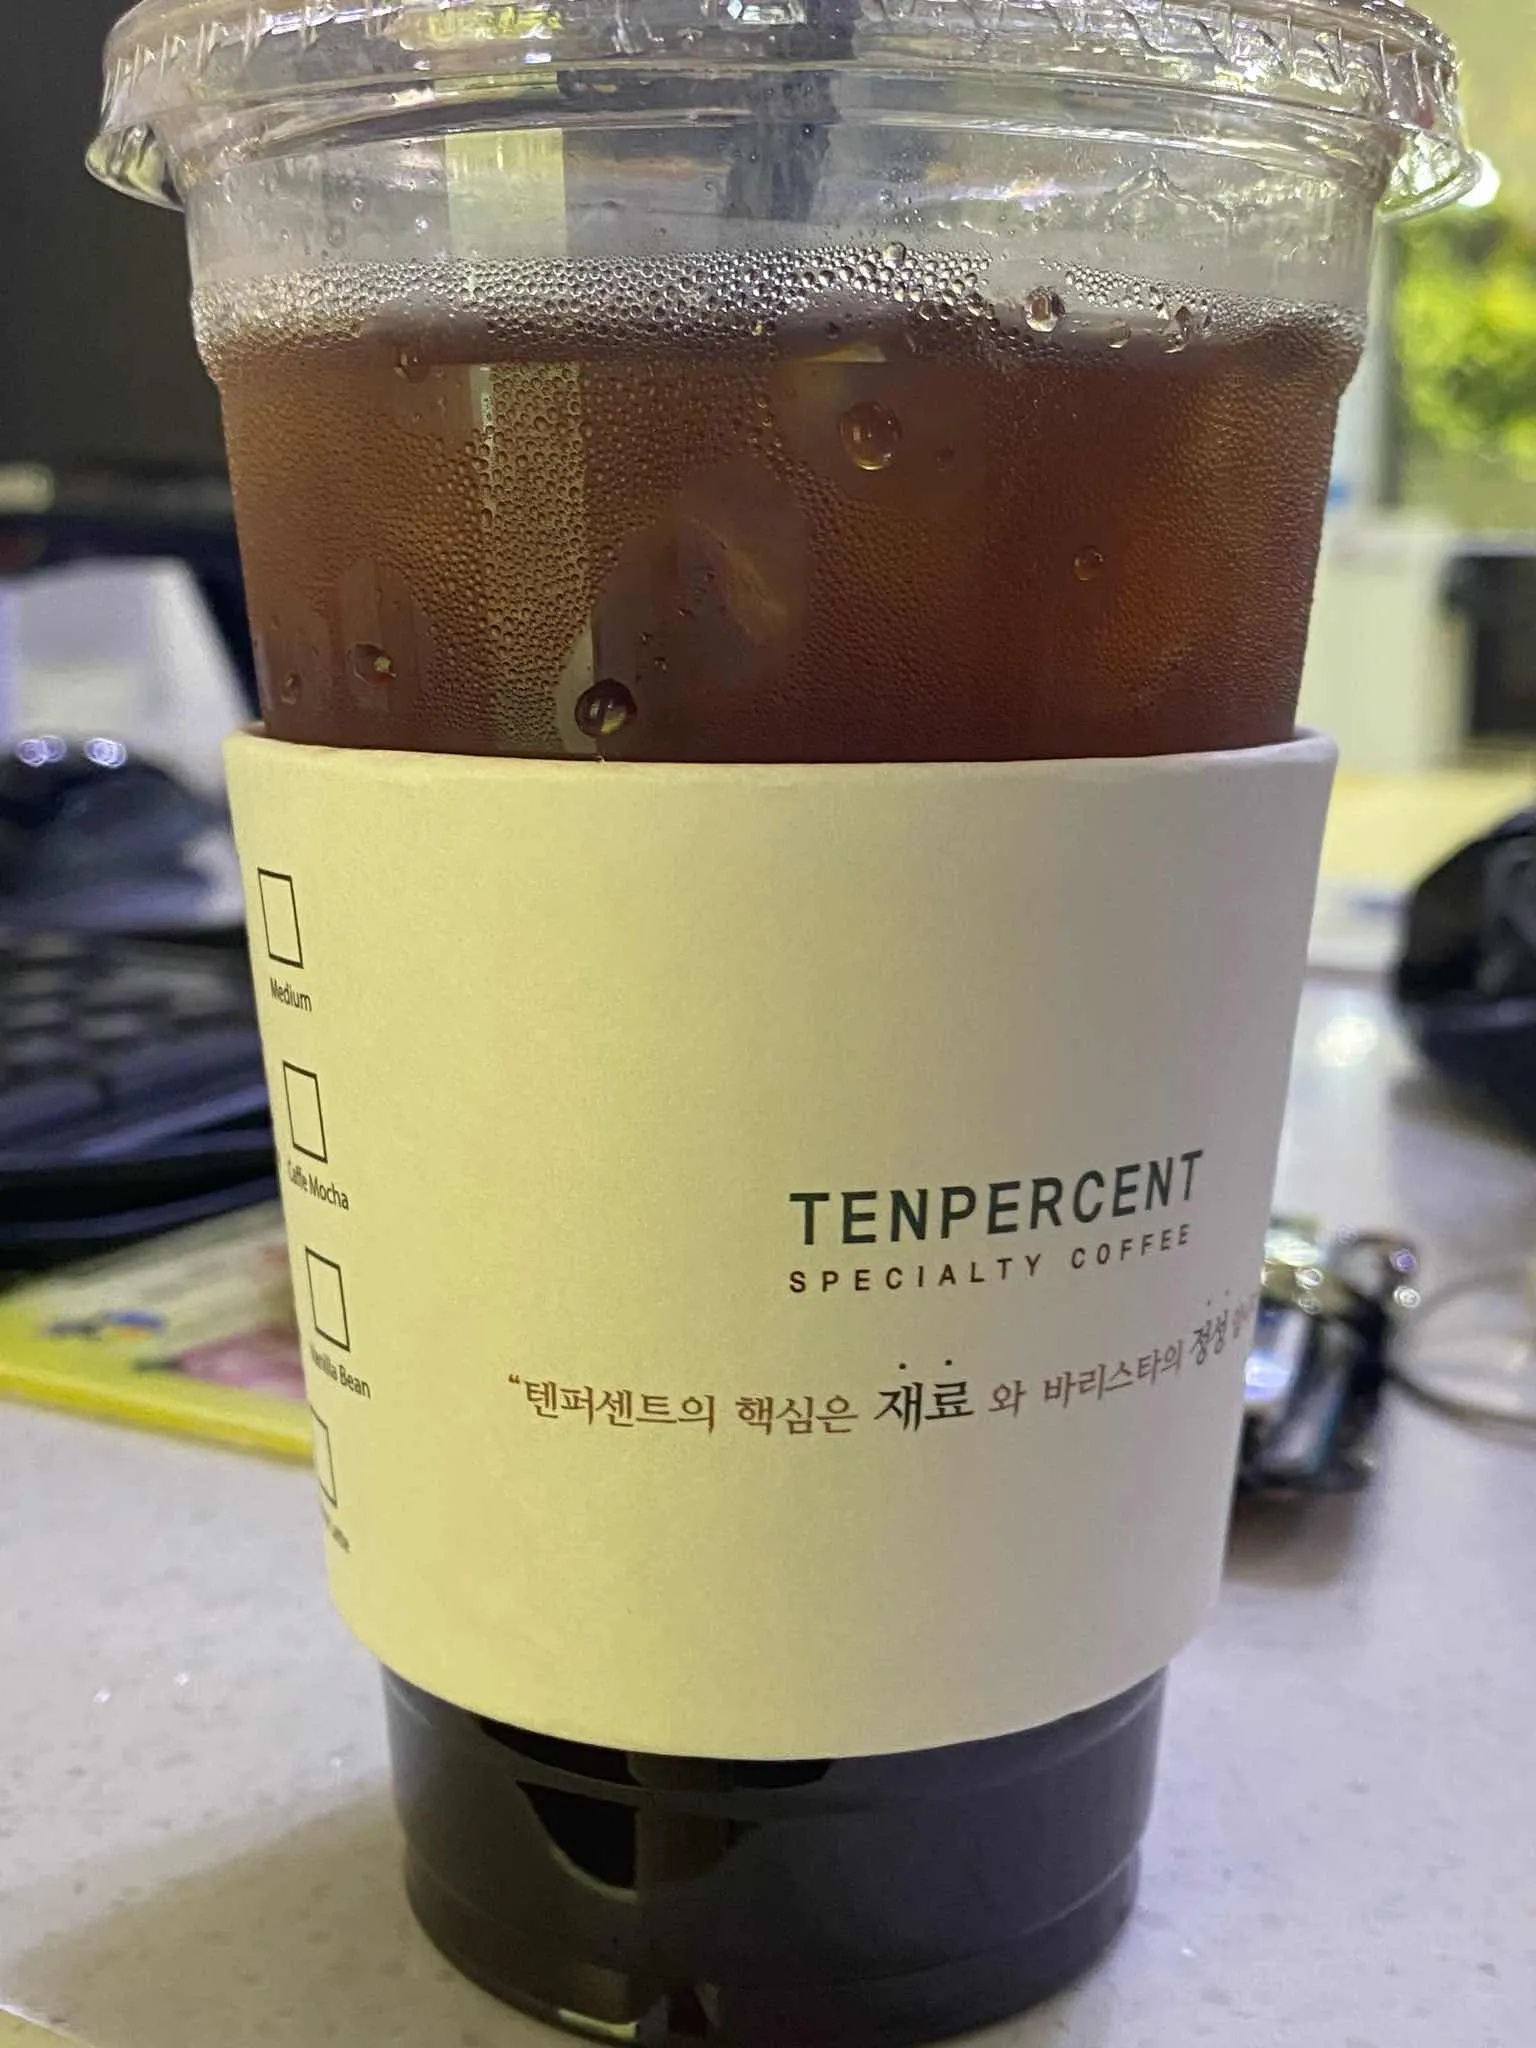 Medium
Caffe Mocha
Vanilla Bean
TENPERCENT
SPECIALTY COFFEE
“텐퍼센트의 핵심은 재료 와 바리스타의 정성